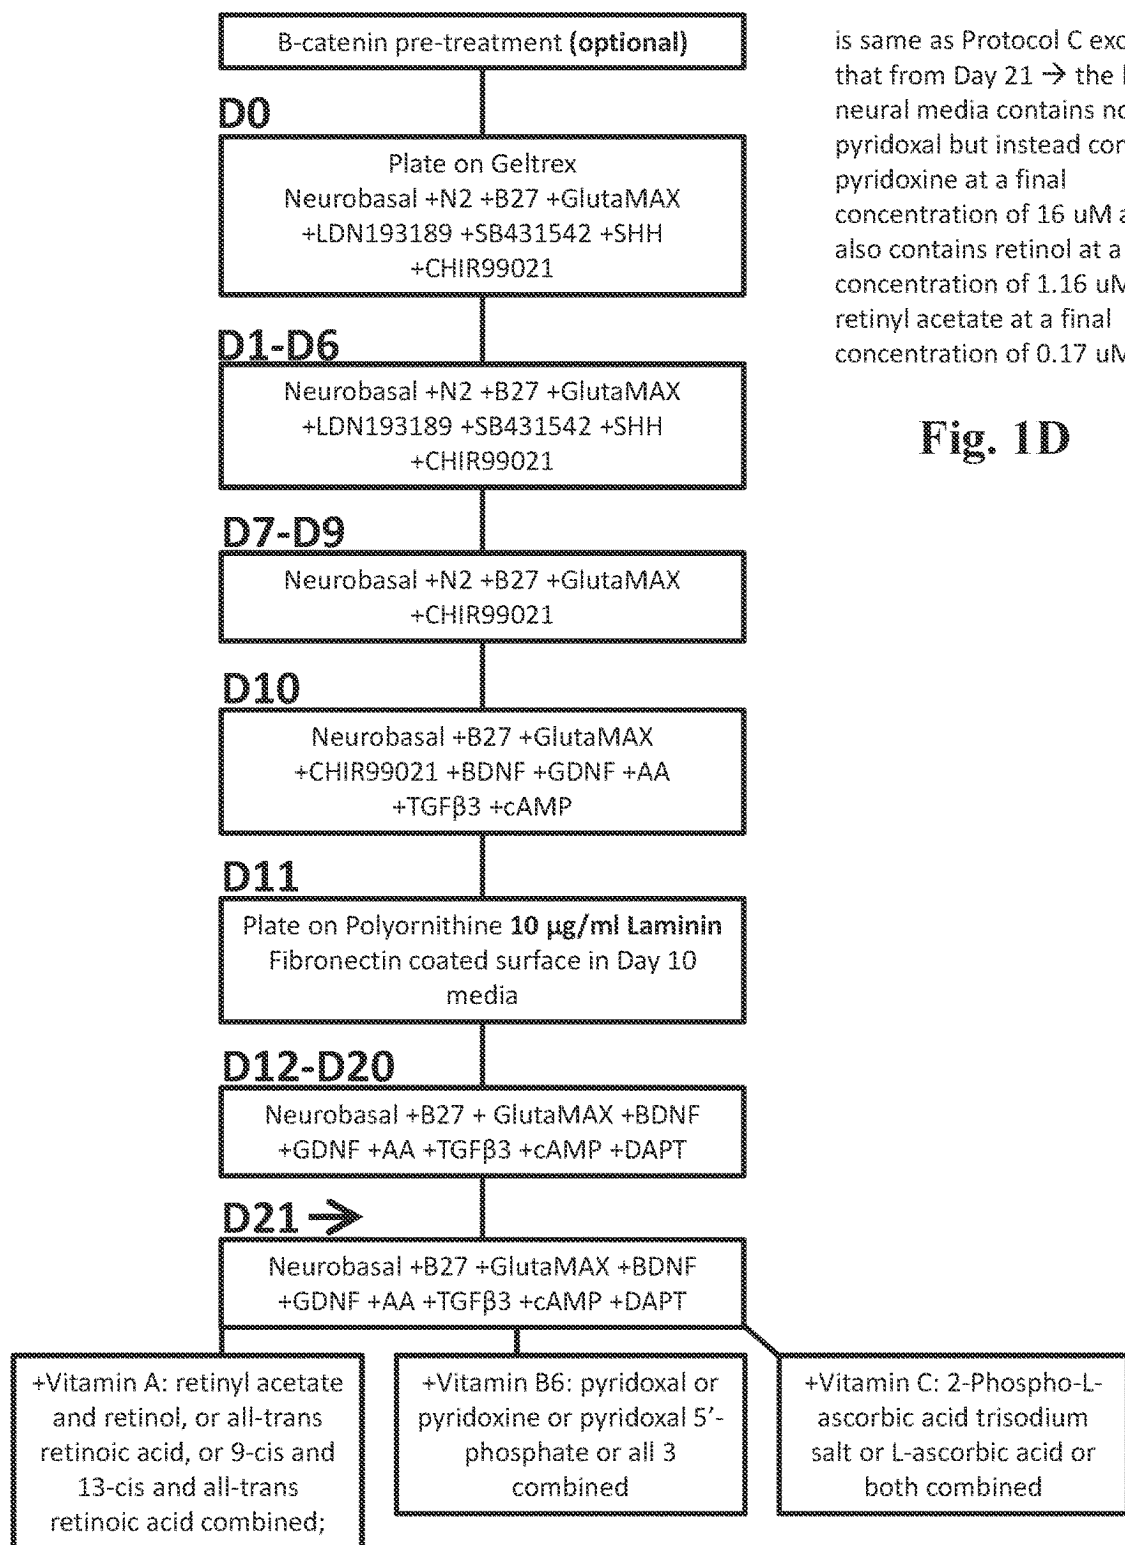 B-catenin pre-treatment (optional)
D0
Plate on Geltrex
Neurobasal +N2 +B27 +GlutaMAX
+LDN193189 +SB431542 +SHH
+CHIR99021
D1-D6
Neurobasal +N2 +B27 +GlutaMAX
+LDN193189 +SB431542 +SHH
+CHIR99021
D7-D9
Neurobasal +N2 +B27 +GlutaMAX
+CHIR99021
D10
Neurobasal +B27 +GlutaMAX
+CHIR99021 +BDNF +GDNF +AA
+TGFβ3 +cAMP
D11
Plate on Polyornithine 10 µg/ml Laminin
Fibronectin coated surface in Day 10
media
D12-D20
Neurobasal +B27 + GlutaMAX +BDNF
+GDNF +AA +TGFβ3 +cAMP +DAPT
D21 →
Neurobasal +B27 +GlutaMAX +BDNF
+GDNF +AA +TGFβ3 +cAMP +DAPT
+Vitamin A: retinyl acetate
and retinol, or all-trans
retinoic acid, or 9-cis and
13-cis and all-trans
retinoic acid combined;
+Vitamin B6: pyridoxal or
pyridoxine or pyridoxal 5’-
phosphate or all 3
combined
+Vitamin C: 2-Phospho-L-
ascorbic acid trisodium
salt or L-ascorbic acid or
both combined
is same as Protocol C
that from Day 21 → the
neural media contains
pyridoxal but instead
pyridoxine at a final
concentration of 16 uM
also contains retinol at a
concentration of 1.16 uM
retinyl acetate at a final
concentration of 0.17 uM
Fig. 1D